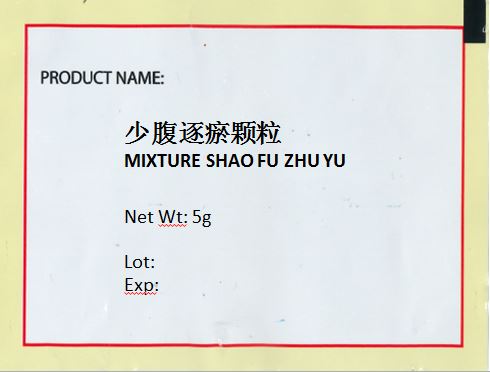 PRODUCT NAME:
少腹逐瘀颗粒
MIXTURE SHAO FU ZHU YU
Net Wt: 5g
Lot:
Exp: